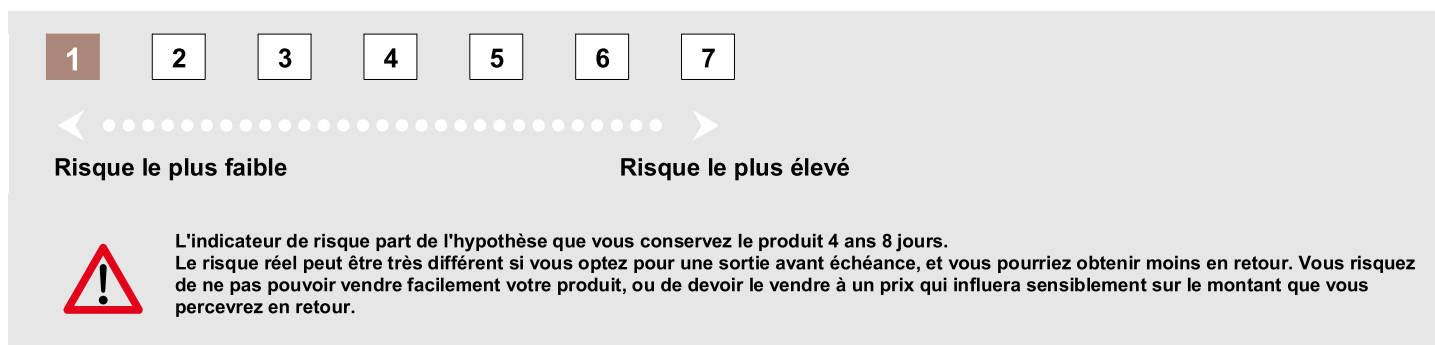 1 2 3 4 5 6 7
Risque le plus faible Risque le plus élevé
L'indicateur de risque part de l'hypothèse que vous conservez le produit 4 ans 8 jours.
Le risque réel peut être très différent si vous optez pour une sortie avant échéance, et vous pourriez obtenir moins en retour. Vous risquez
de ne pas pouvoir vendre facilement votre produit, ou de devoir le vendre à un prix qui influera sensiblement sur le montant que vous
percevrez en retour.